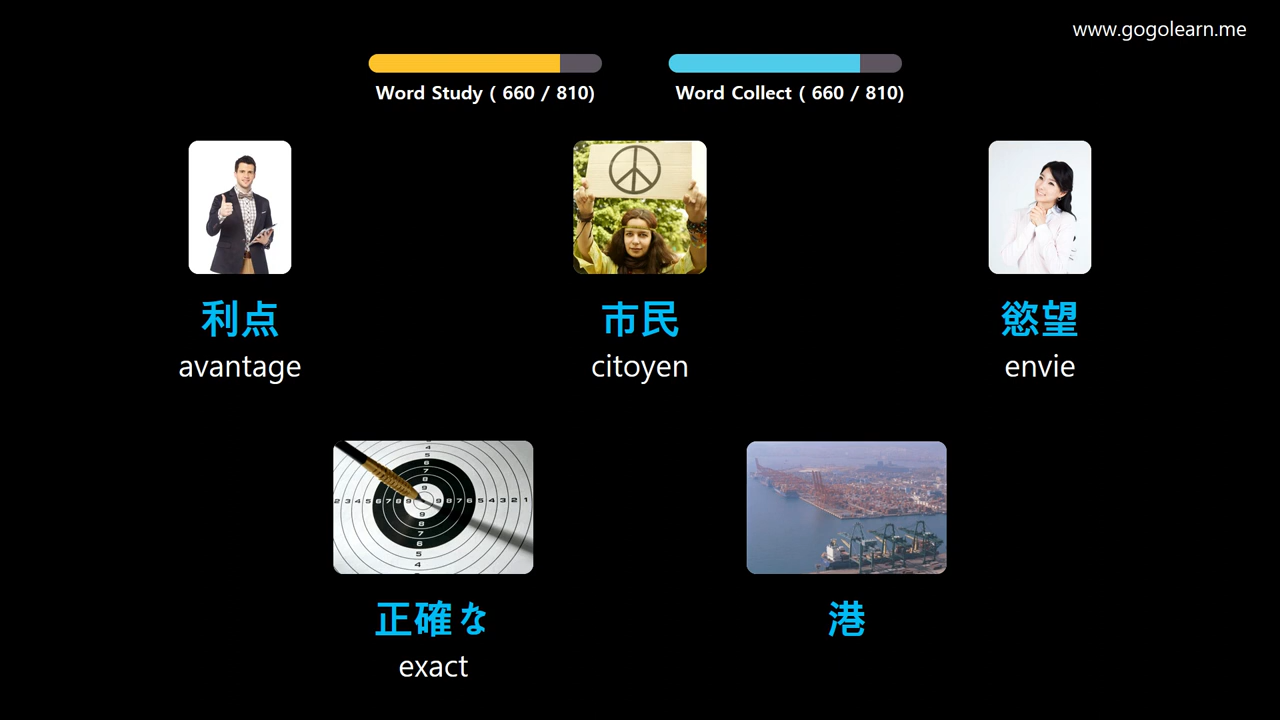 www.gogolearn.me
Word Study ( 660 / 810)
Word Collect ( 660 / 810)
利点
avantage
市民
citoyen
慾望
envie
正確な
exact
港